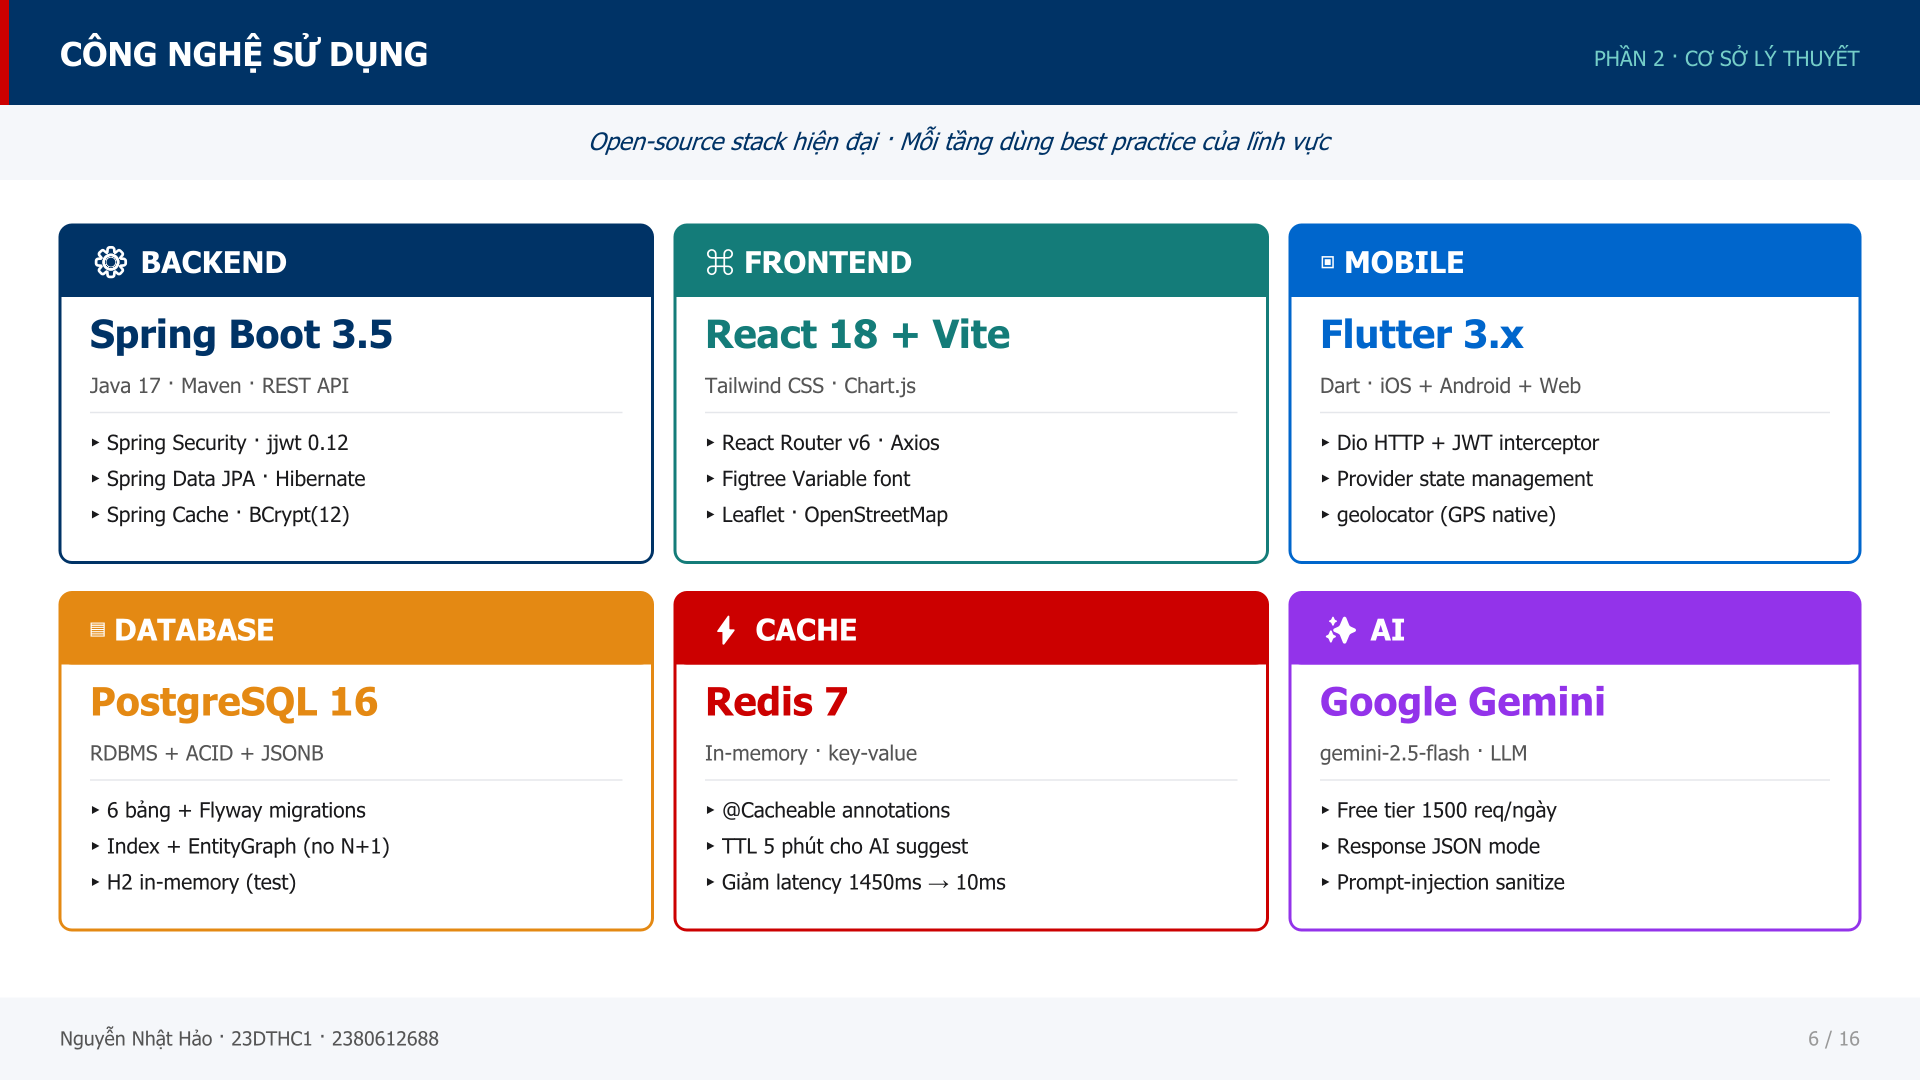 CÔNG NGHỆ SỬ DỤNG
PHẦN 2 · CƠ SỞ LÝ THUYẾT
Open-source stack hiện đại · Mỗi tầng dùng best practice của lĩnh vực
BACKEND
Spring Boot 3.5
Java 17 · Maven · REST API
▸ Spring Security · jjwt 0.12
▸ Spring Data JPA · Hibernate
▸ Spring Cache · BCrypt(12)
⌘ FRONTEND
React 18 + Vite
Tailwind CSS · Chart.js
▸ React Router v6 · Axios
▸ Figtree Variable font
▸ Leaflet · OpenStreetMap
▣ MOBILE
Flutter 3.x
Dart · iOS + Android + Web
▸ Dio HTTP + JWT interceptor
▸ Provider state management
▸ geolocator (GPS native)
▤ DATABASE
PostgreSQL 16
RDBMS + ACID + JSONB
▸ 6 bảng + Flyway migrations
▸ Index + EntityGraph (no N+1)
▸ H2 in-memory (test)
CACHE
Redis 7
In-memory · key-value
▸ @Cacheable annotations
▸ TTL 5 phút cho AI suggest
▸ Giảm latency 1450ms → 10ms
AI
Google Gemini
gemini-2.5-flash · LLM
▸ Free tier 1500 req/ngày
▸ Response JSON mode
▸ Prompt-injection sanitize
Nguyễn Nhật Hảo · 23DTHC1 · 2380612688
6 / 16